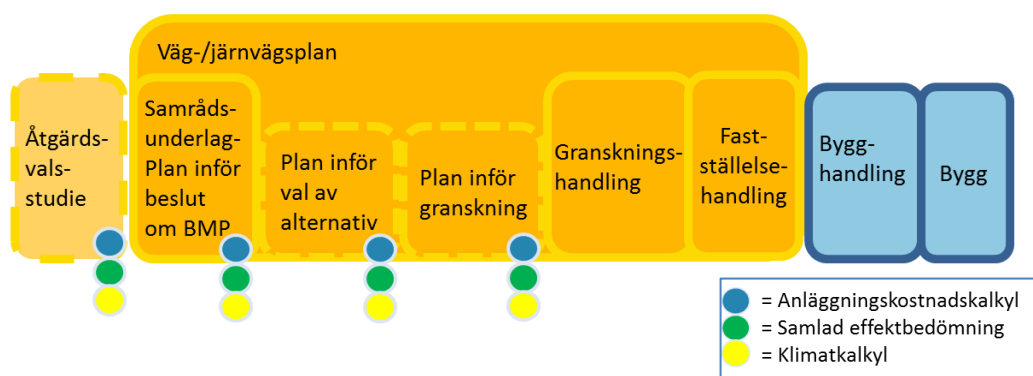 Väg-/järnvägsplan
Åtgärds-
vals-
studie
Samråds-
underlag-
Plan inför
beslut
om BMP
Plan inför
val av
alternativ
Plan inför
granskning
Gransknings-
handling
Fast-
ställelse-
handling
Bygg-
handling
Bygg
= Anläggningskostnadskalkyl
= Samlad effektbedömning
= Klimatkalkyl